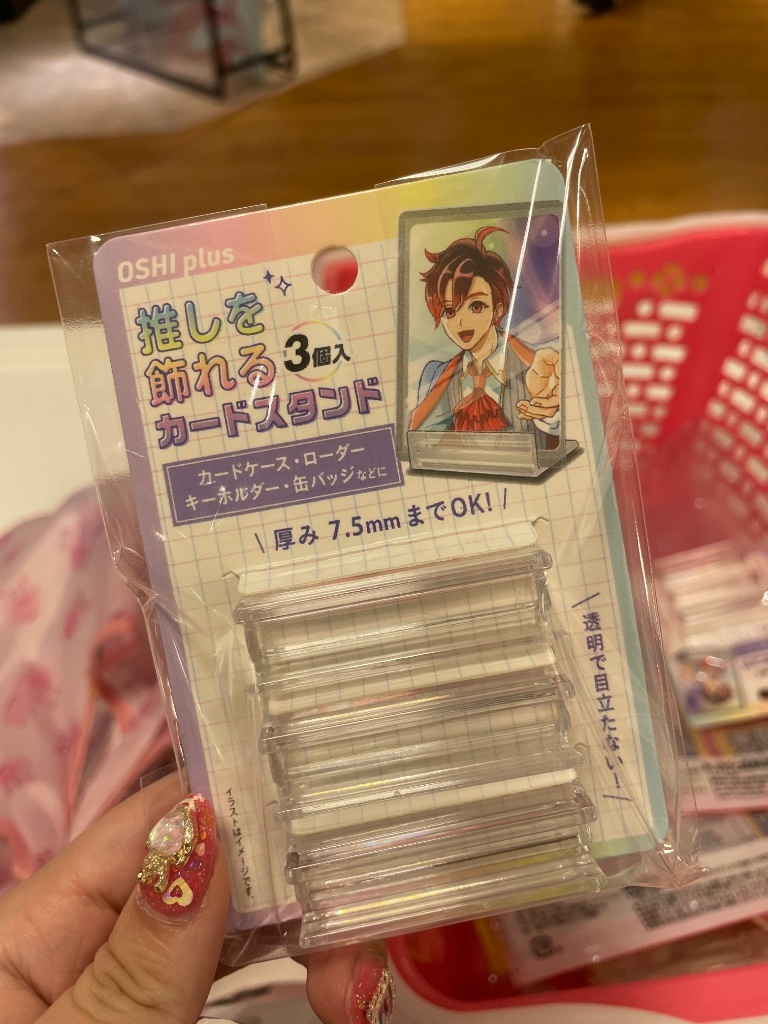 OSHI plus
推しを
飾れる
3個入
カードスタンド
カードケース・ローダー
キーホルダー・缶バッジなどに
厚み 7.5mmまでOK!
透明で目立たない!
イラストはイメージです。